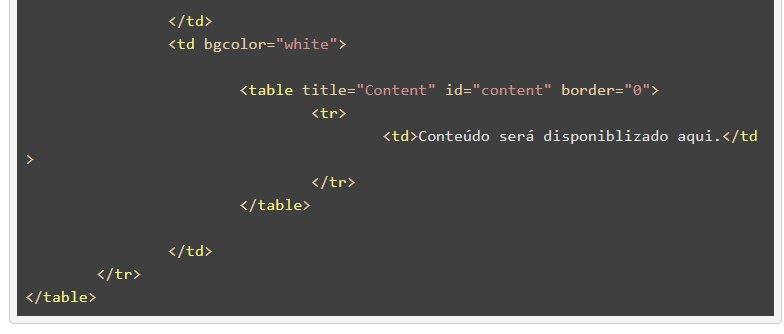 </td>
<td bgcolor="white">
<table title="Content" id="content" border="0">
<tr>
<td>Conteúdo será disponiblizado aqui.</td
>
</tr>
</table>
</td>
</tr>
</table>